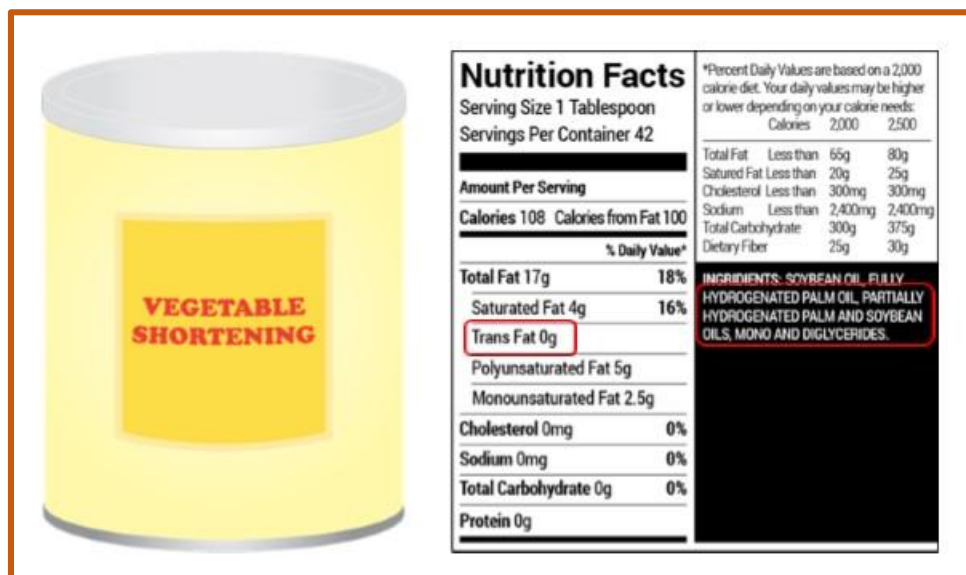 VEGETABLE
SHORTENING
Nutrition Facts
Serving Size 1 Tablespoon
Servings Per Container 42
Amount Per Serving
Calories 108 Calories from Fat 100
% Daily Value*
Total Fat 17g 18%
Saturated Fat 4g 16%
Trans Fat 0g
Polyunsaturated Fat 5g
Monounsaturated Fat 2.5g
Cholesterol 0mg 0%
Sodium 0mg 0%
Total Carbohydrate 0g 0%
Protein 0g
*Percent Daily Values are based on a 2,000
calorie diet. Your daily values may be higher
or lower depending on your calorie needs:
Calories 2,000 2,500
Total Fat Less than 65g 80g
Satured Fat Less than 20g 25g
Cholesterol Less than 300mg 300mg
Sodium Less than 2,400mg 2,400mg
Total Carbohydrate 300g 375g
Dietary Fiber 25g 30g
INGRIDIENTS: SOYBEAN OIL, FULLY
HYDROGENATED PALM OIL, PARTIALLY
HYDROGENATED PALM AND SOYBEAN
OILS, MONO AND DIGLYCERIDES.